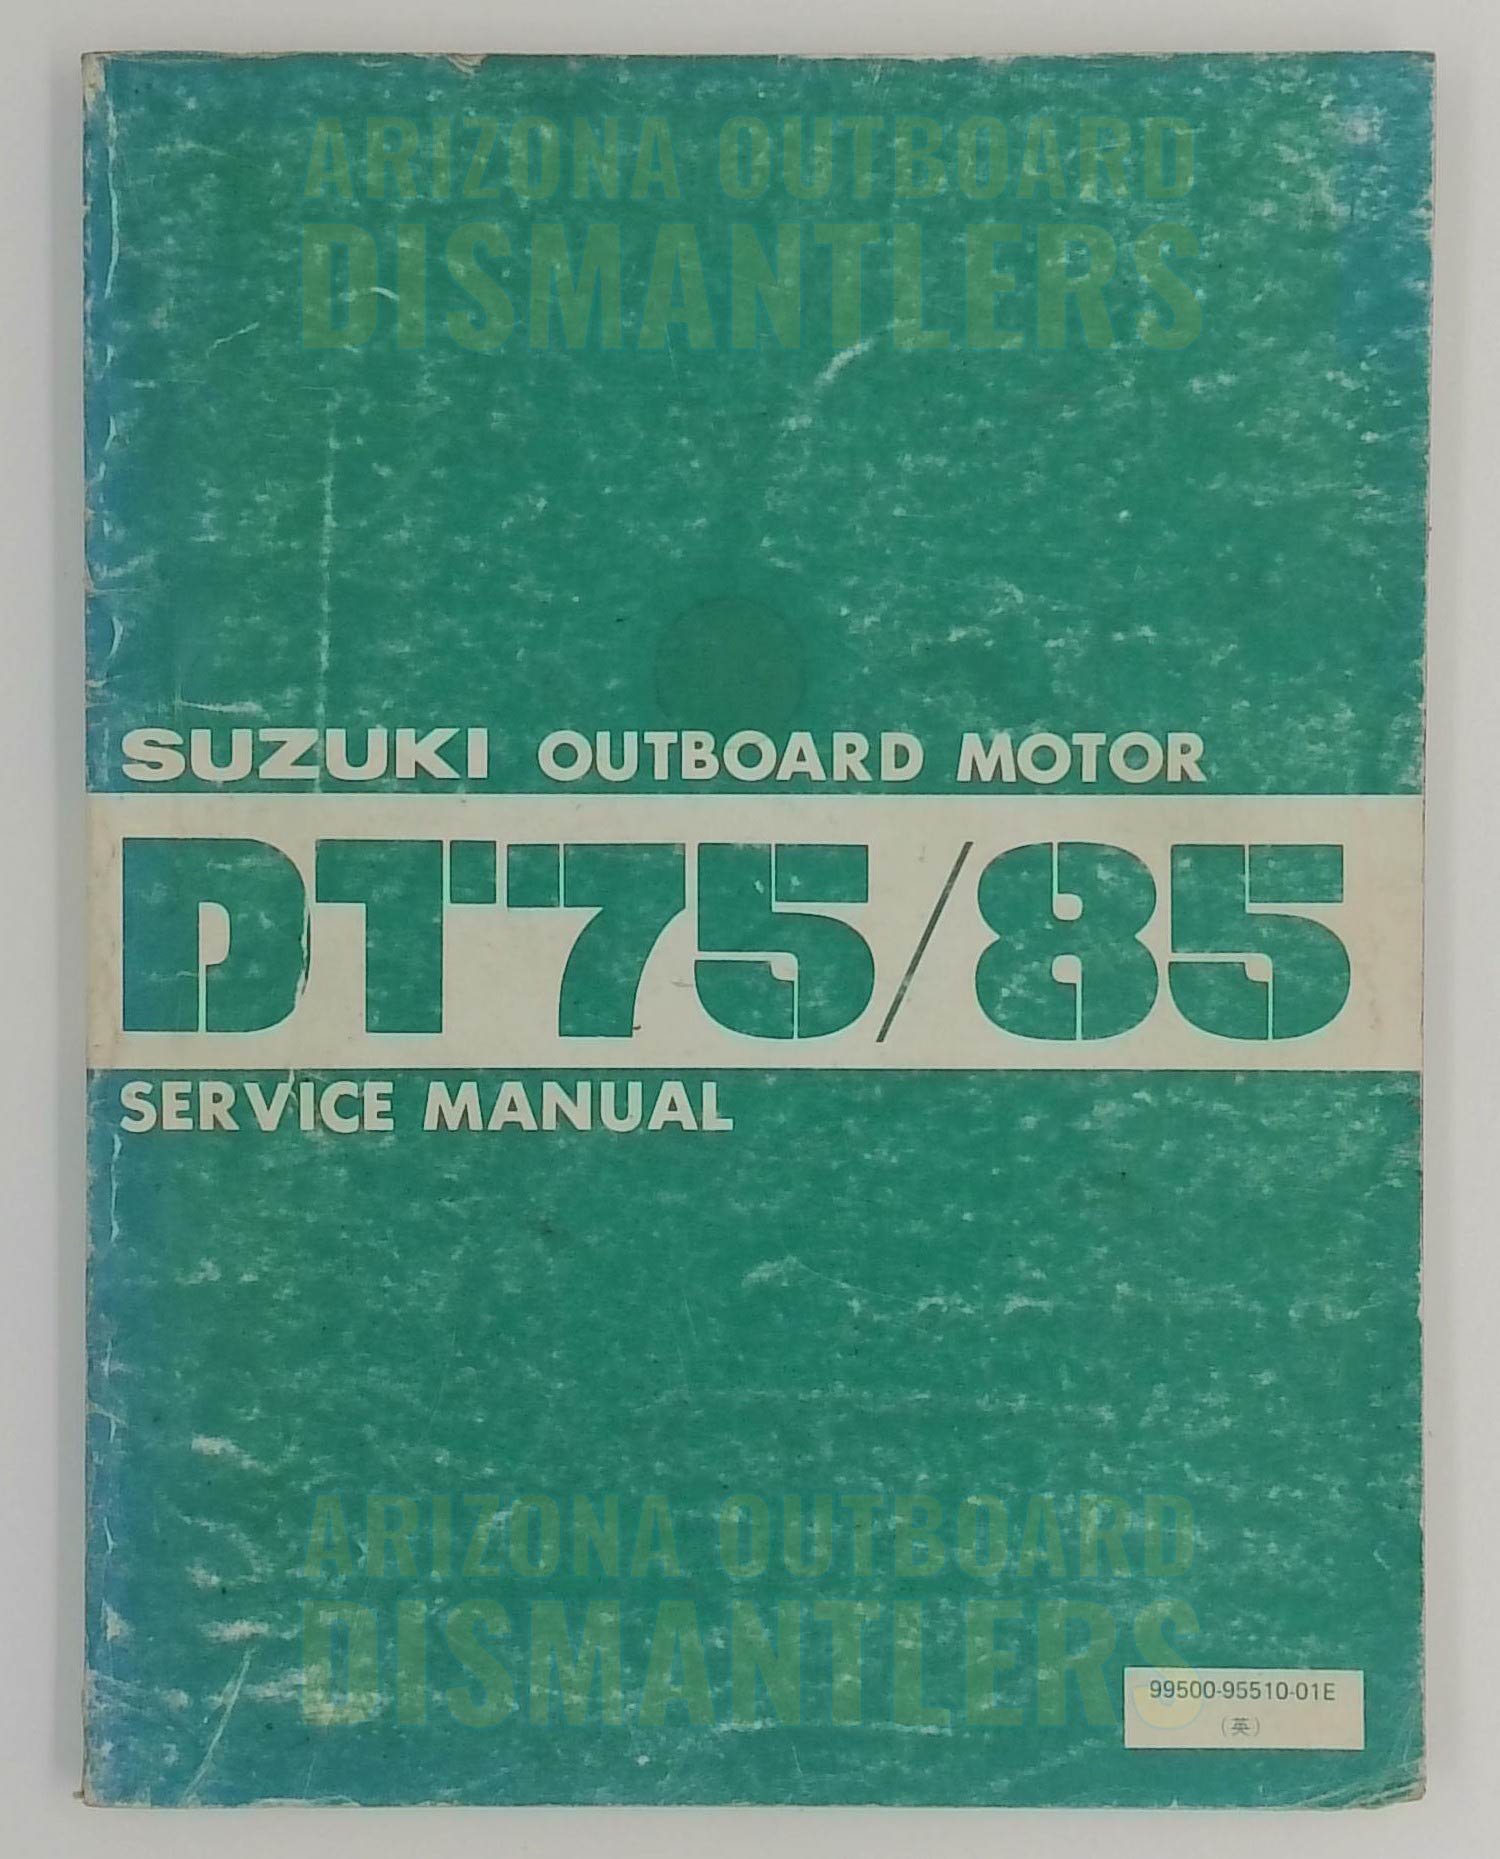 ARIZONA OUTBOARD
DISMANTLERS
SUZUKI OUTBOARD MOTOR
DT75/85
SERVICE MANUAL
ARIZONA OUTBOARD
DISMANTLERS
99500-95510-01E
(英)